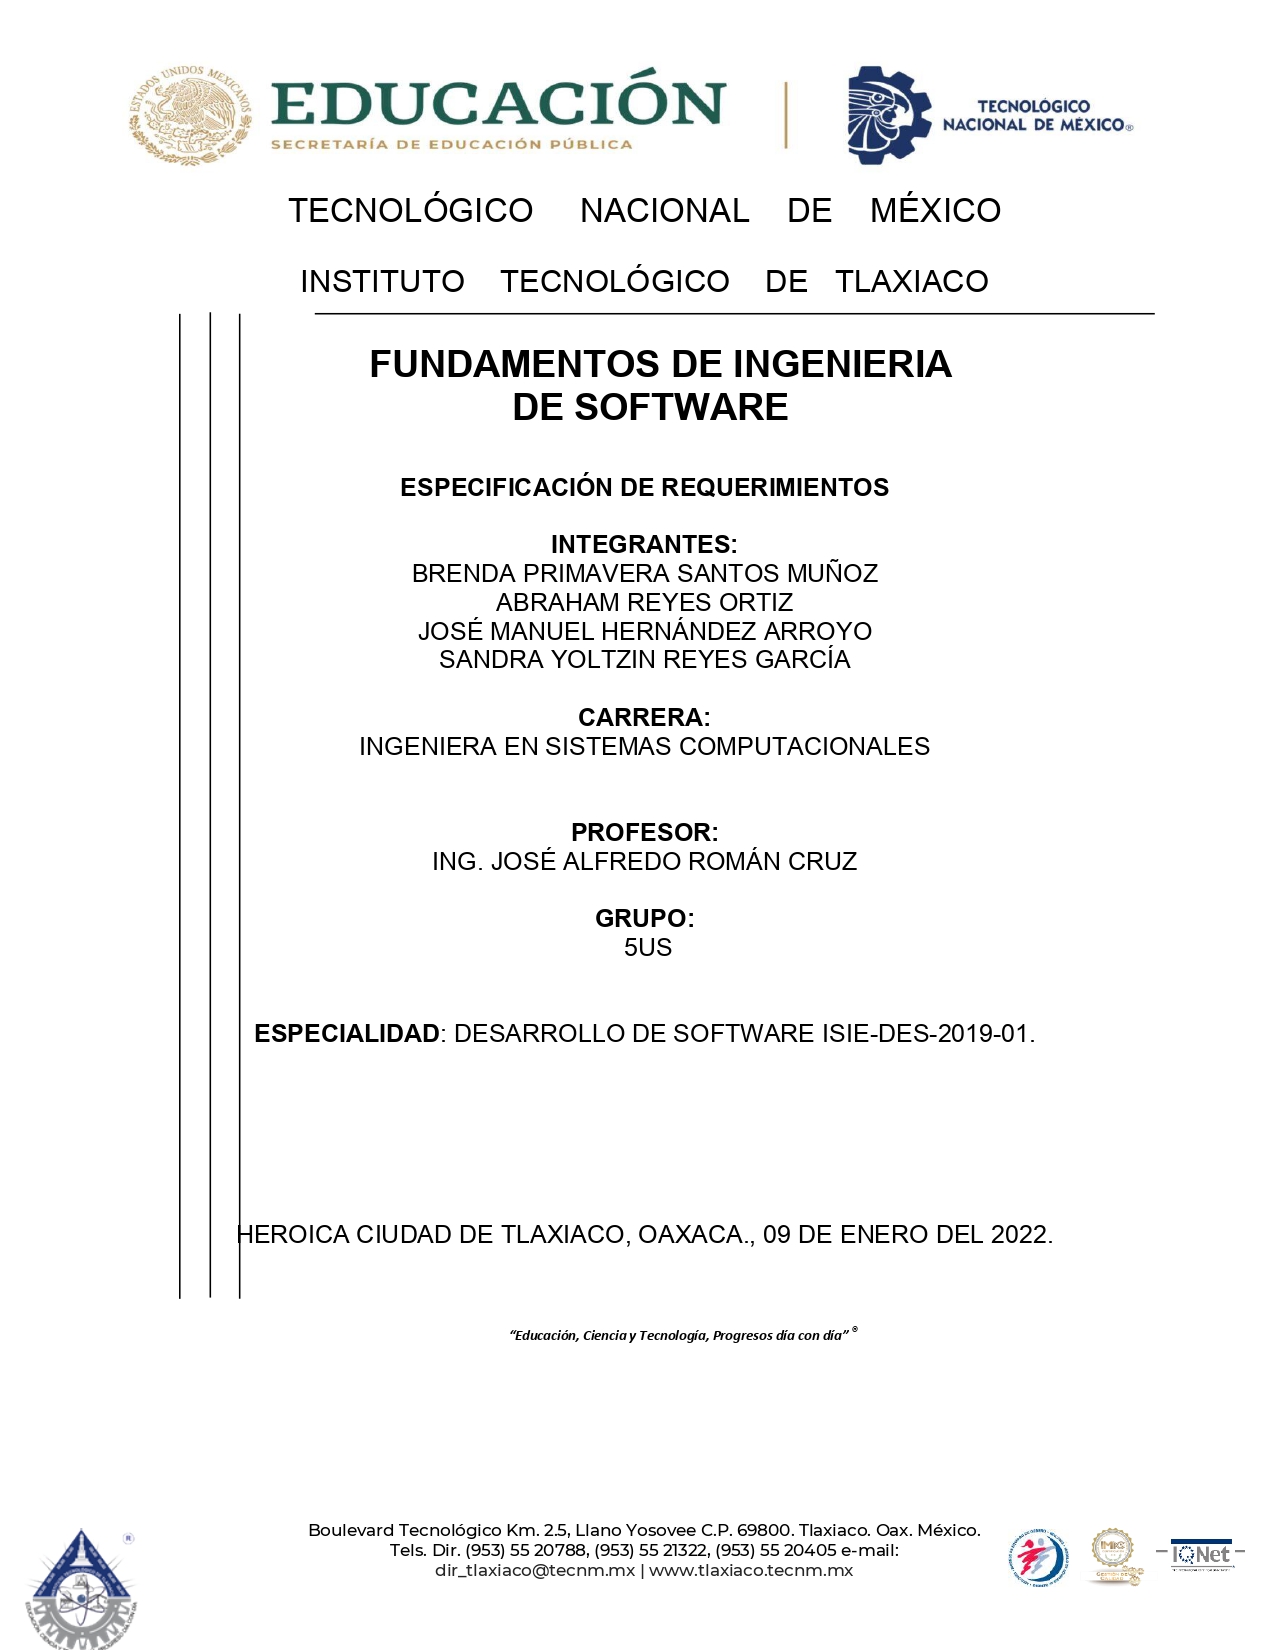 ESTADOS UNIDOS MEXICANOS
EDUCACIÓN
SECRETARÍA DE EDUCACIÓN PÚBLICA
TECNOLÓGICO
NACIONAL DE MÉXICO®
TECNOLÓGICO NACIONAL DE MÉXICO
INSTITUTO TECNOLÓGICO DE TLAXIACO
FUNDAMENTOS DE INGENIERIA
DE SOFTWARE
ESPECIFICACIÓN DE REQUERIMIENTOS
INTEGRANTES:
BRENDA PRIMAVERA SANTOS MUÑOZ
ABRAHAM REYES ORTIZ
JOSÉ MANUEL HERNÁNDEZ ARROYO
SANDRA YOLTZIN REYES GARCÍA
CARRERA:
INGENIERA EN SISTEMAS COMPUTACIONALES
PROFESOR:
ING. JOSÉ ALFREDO ROMÁN CRUZ
GRUPO:
5US
ESPECIALIDAD: DESARROLLO DE SOFTWARE ISIE-DES-2019-01.
HEROICA CIUDAD DE TLAXIACO, OAXACA., 09 DE ENERO DEL 2022.
“Educación, Ciencia y Tecnología, Progresos día con día” ®
Boulevard Tecnológico Km. 2.5, Llano Yosovee C.P. 69800. Tlaxiaco. Oax. México.
Tels. Dir. (953) 55 20788, (953) 55 21322, (953) 55 20405 e-mail:
dir_tlaxiaco@tecnm.mx | www.tlaxiaco.tecnm.mx
®
IQNet